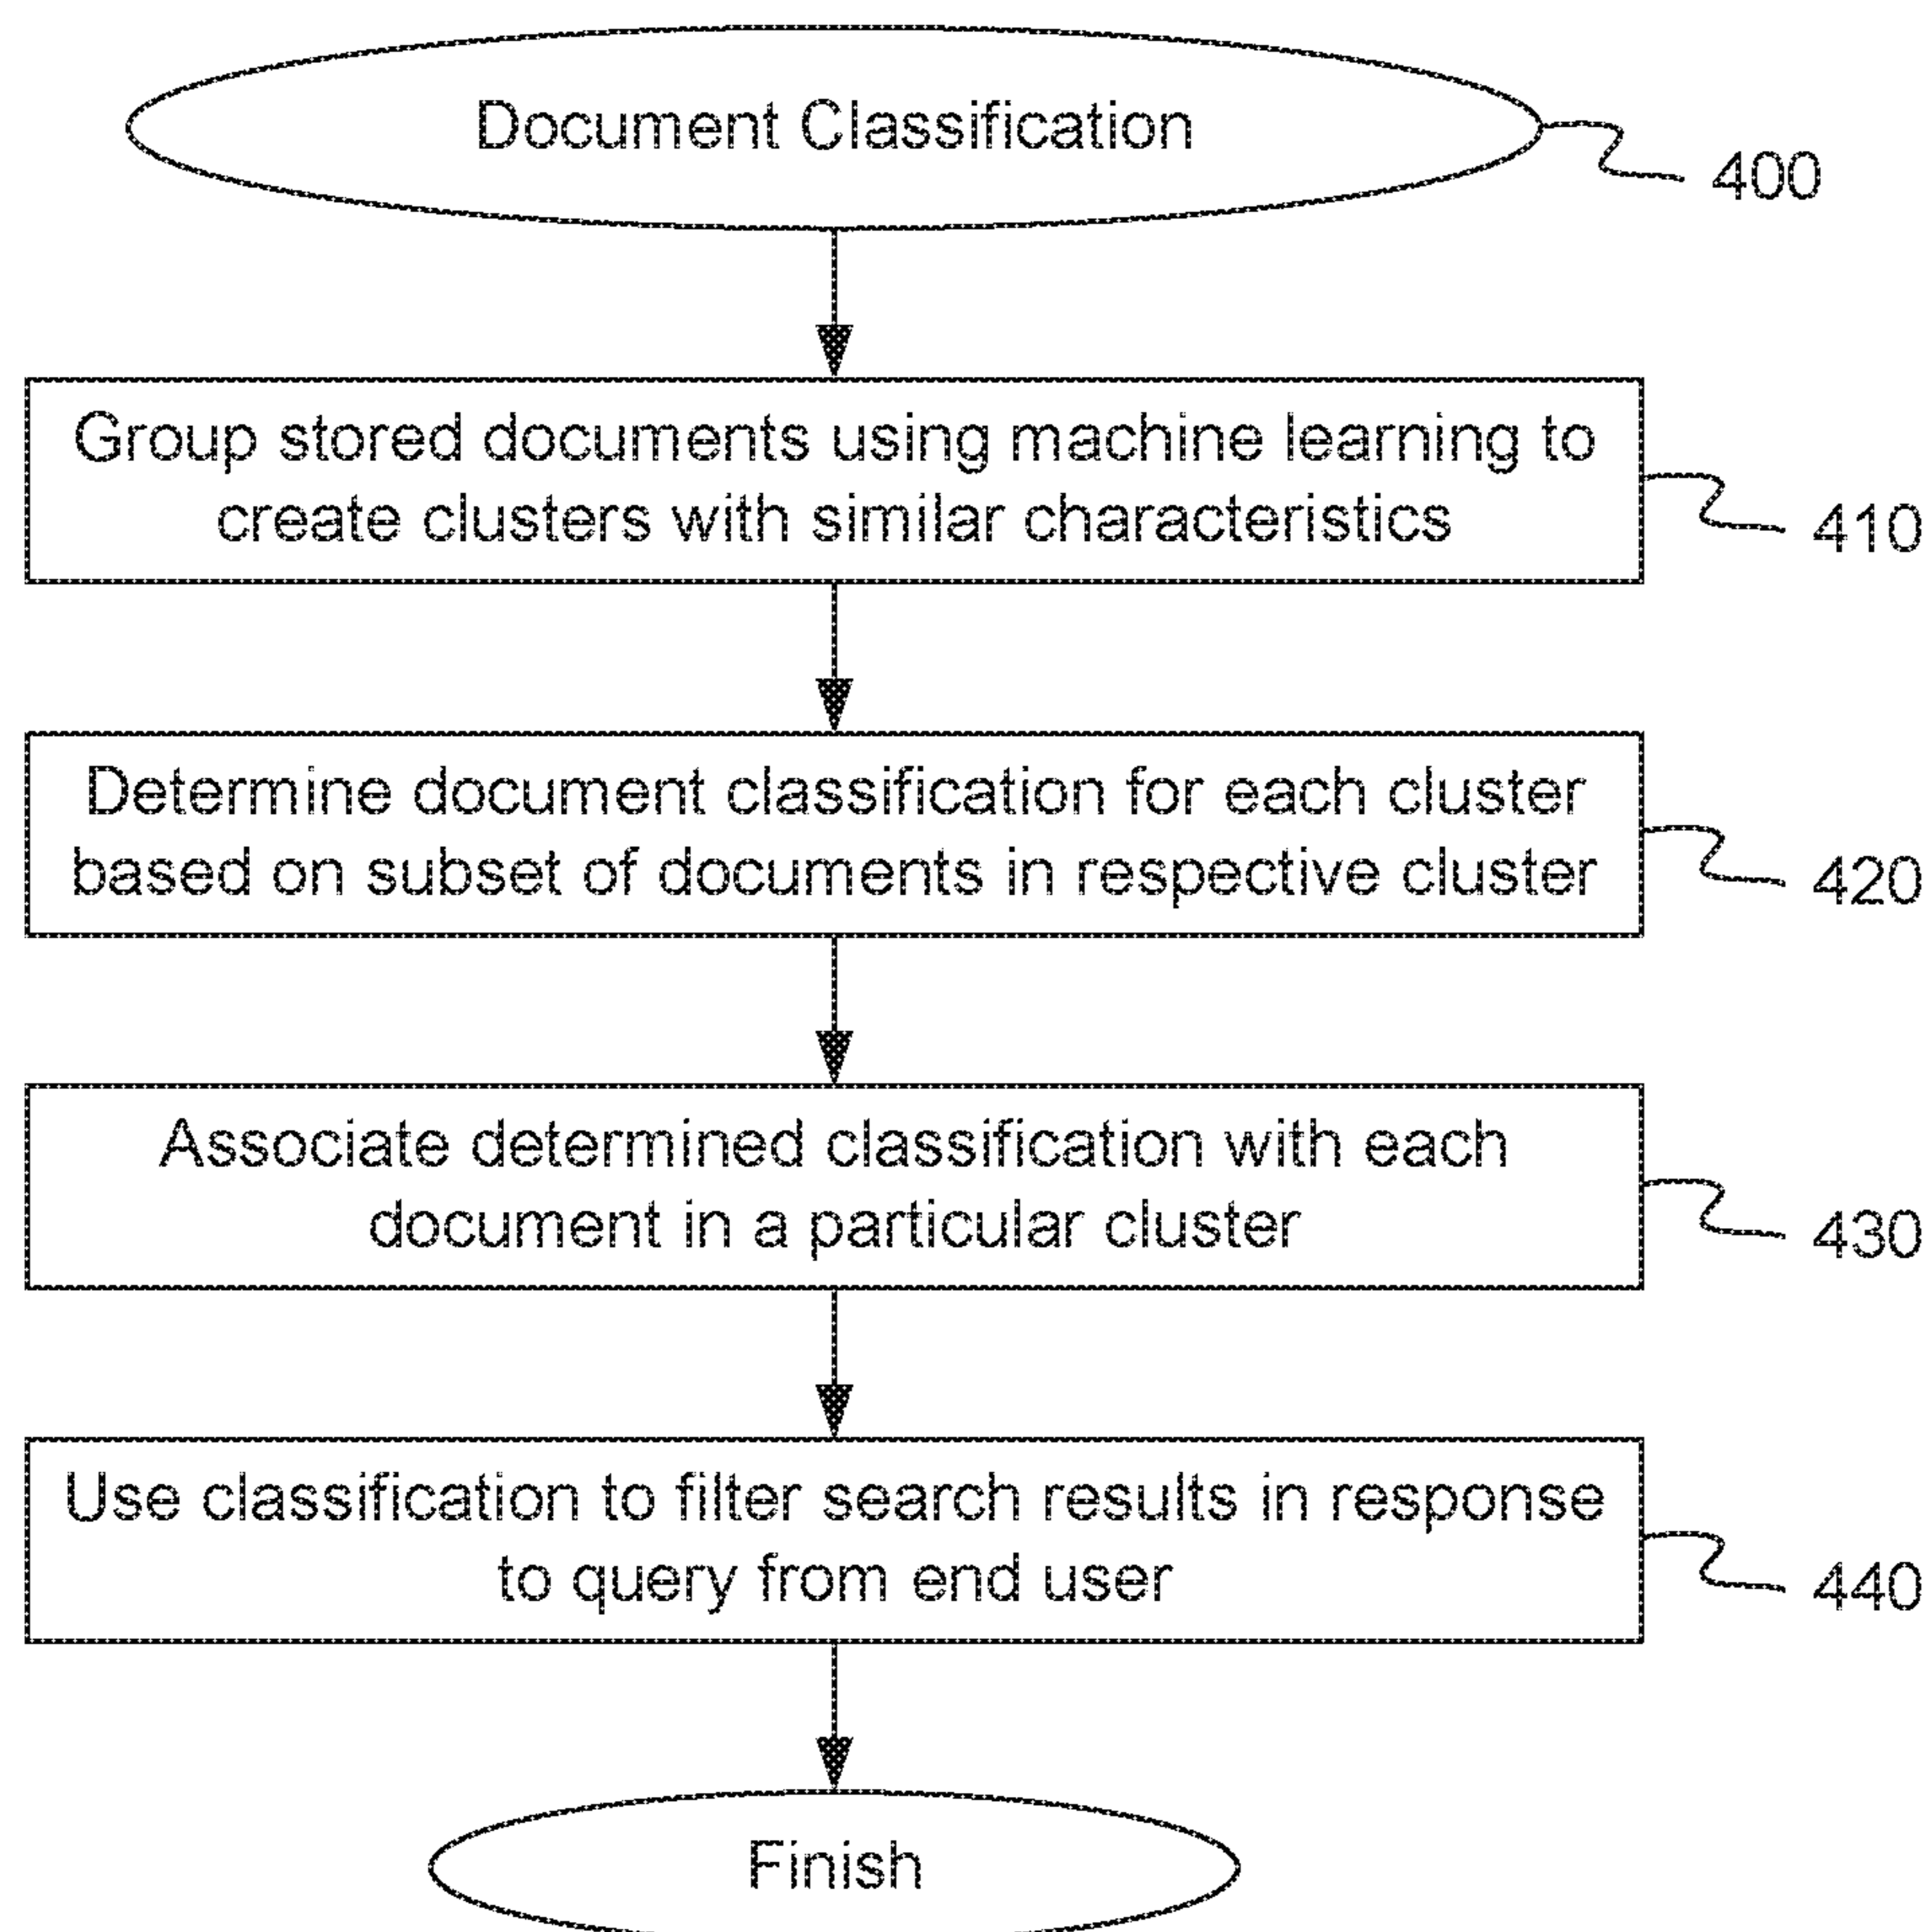 Document Classification
400
Group stored documents using machine learning to
create clusters with similar characteristics
410
Determine document classification for each cluster
based on subset of documents in respective cluster
420
Associate determined classification with each
document in a particular cluster
430
Use classification to filter search results in response
to query from end user
440
Finish